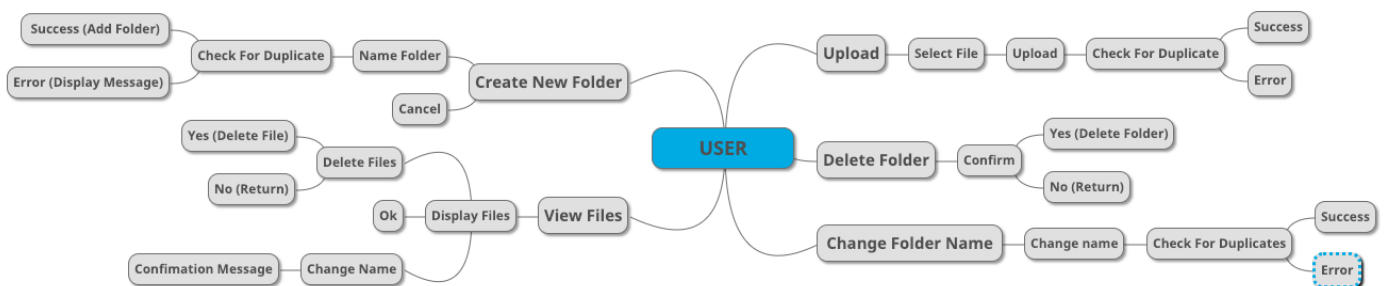 USER
Create New Folder
Name Folder
Check For Duplicate
Success (Add Folder)
Error (Display Message)
Cancel
View Files
Display Files
Delete Files
Yes (Delete File)
No (Return)
Ok
Change Name
Confimation Message
Upload
Select File
Upload
Check For Duplicate
Success
Error
Delete Folder
Confirm
Yes (Delete Folder)
No (Return)
Change Folder Name
Change name
Check For Duplicates
Success
Error